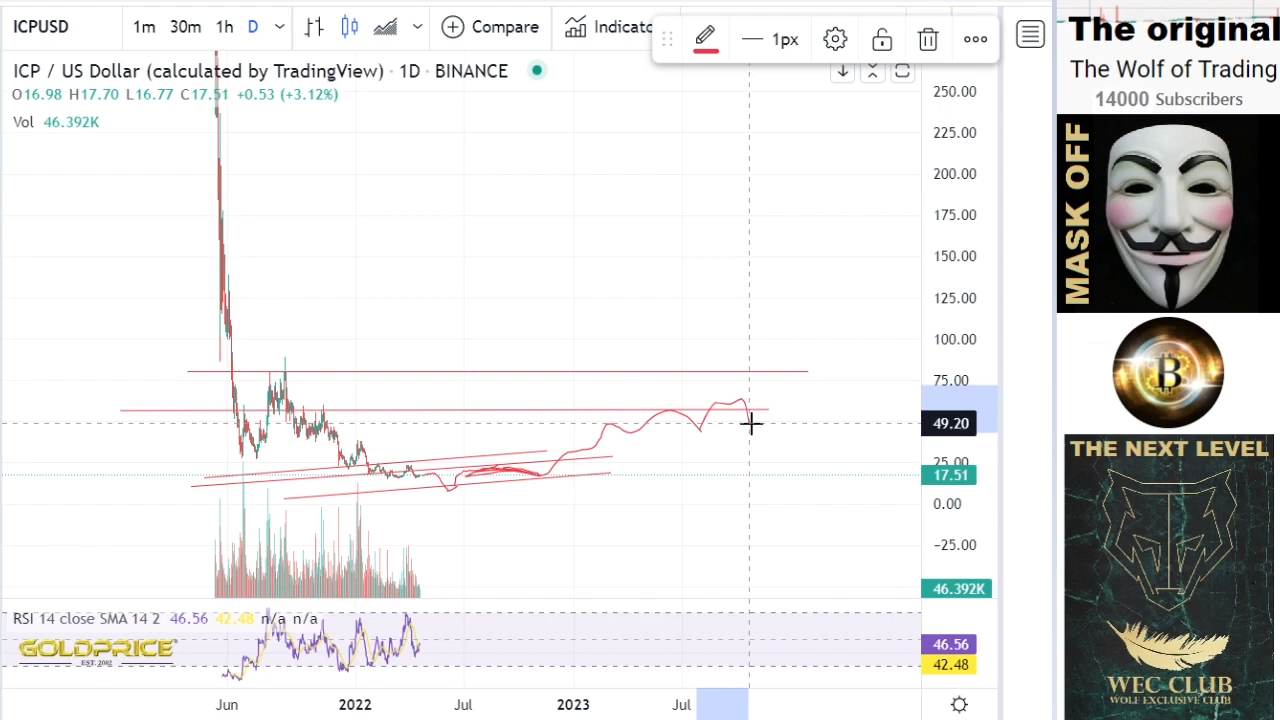 ICPUSD 1m 30m 1h D Compare Indicato 1px
ICP / US Dollar (calculated by TradingView) · 1D · BINANCE
O16.98 H17.70 L16.77 C17.51 +0.53 (+3.12%)
Vol 46.392K
250.00
225.00
200.00
175.00
150.00
125.00
100.00
75.00
49.20
25.00
17.51
0.00
−25.00
46.392K
RSI 14 close SMA 14 2 46.56 42.48 n/a n/a
GOLDPRICE
EST. 2002
46.56
42.48
Jun 2022 Jul 2023 Jul
The original
The Wolf of Trading
14000 Subscribers
MASK OFF
B
THE NEXT LEVEL
WEC CLUB
WOLF EXCLUSIVE CLUB